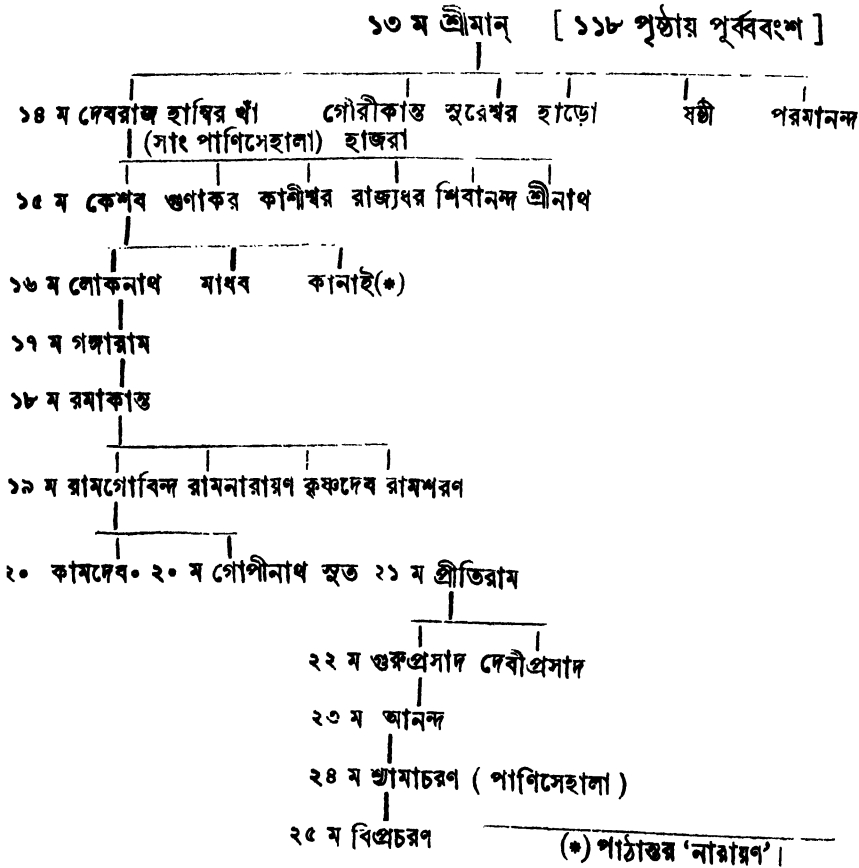 ১৩ ম শ্রীমান্ [ ১১৮ পৃষ্ঠায় পূর্ব্ববংশ ]
১৪ ম দেবরাজ হাম্বির খাঁ গৌরীকান্ত সুরেশ্বর হাড়ো ষষ্ঠী পরমানন্দ
(সাং পাণিসেহালা) হাজরা
১৫ ম কেশব গুণাকর কাশীশ্বর রাজ্যধর শিবানন্দ শ্রীনাথ
১৬ ম লোকনাথ মাধব কানাই(*)
১৭ ম গঙ্গারাম
১৮ ম রমাকান্ত
১৯ ম রামগোবিন্দ রামনারায়ণ কৃষ্ণদেব রামশরণ
২০ কামদেব• ২০ ম গোপীনাথ সুত ২১ ম প্রীতিরাম
২২ ম গুরুপ্রসাদ দেবীপ্রসাদ
২৩ ম আনন্দ
২৪ ম শ্যামাচরণ ( পাণিসেহালা )
২৫ ম বিপ্রচরণ
(*) পাঠান্তর ‘নারায়ণ’।